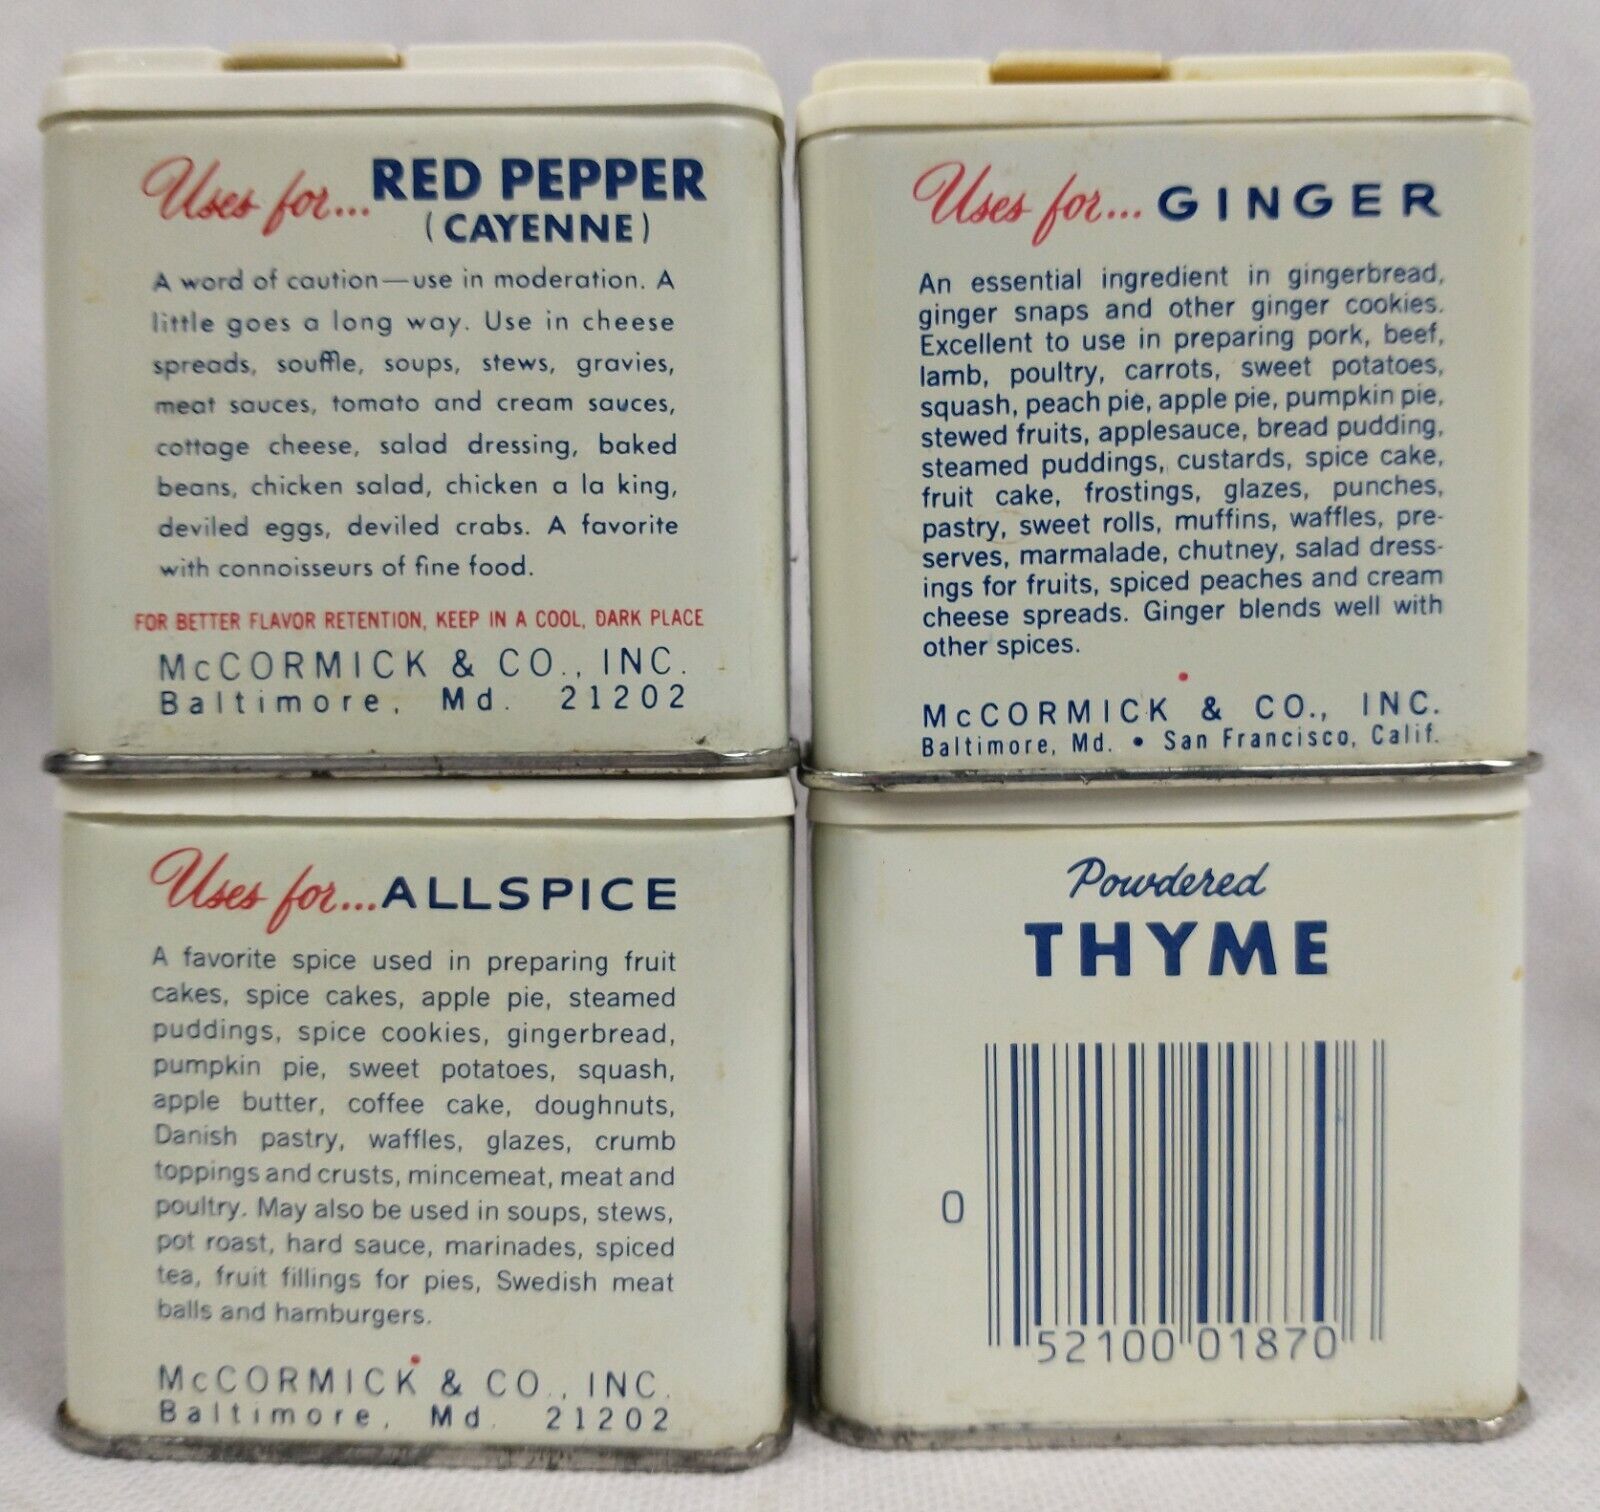 Uses for... RED PEPPER
(CAYENNE)
A word of caution—use in moderation. A
little goes a long way. Use in cheese
spreads, souffle, soups, stews, gravies,
meat sauces, tomato and cream sauces,
cottage cheese, salad dressing, baked
beans, chicken salad, chicken a la king,
deviled eggs, deviled crabs. A favorite
with connoisseurs of fine food.
FOR BETTER FLAVOR RETENTION, KEEP IN A COOL, DARK PLACE
McCORMICK & CO., INC.
Baltimore, Md. 21202
Uses for... GINGER
An essential ingredient in gingerbread,
ginger snaps and other ginger cookies.
Excellent to use in preparing pork, beef,
lamb, poultry, carrots, sweet potatoes,
squash, peach pie, apple pie, pumpkin pie,
stewed fruits, applesauce, bread pudding,
steamed puddings, custards, spice cake,
fruit cake, frostings, glazes, punches,
pastry, sweet rolls, muffins, waffles, pre-
serves, marmalade, chutney, salad dress-
ings for fruits, spiced peaches and cream
cheese spreads. Ginger blends well with
other spices.
McCORMICK & CO., INC.
Baltimore, Md. • San Francisco, Calif.
Uses for... ALLSPICE
A favorite spice used in preparing fruit
cakes, spice cakes, apple pie, steamed
puddings, spice cookies, gingerbread,
pumpkin pie, sweet potatoes, squash,
apple butter, coffee cake, doughnuts,
Danish pastry, waffles, glazes, crumb
toppings and crusts, mincemeat, meat and
poultry. May also be used in soups, stews,
pot roast, hard sauce, marinades, spiced
tea, fruit fillings for pies, Swedish meat
balls and hamburgers.
McCORMICK & CO., INC.
Baltimore, Md. 21202
Powdered
THYME
0
52100 01870